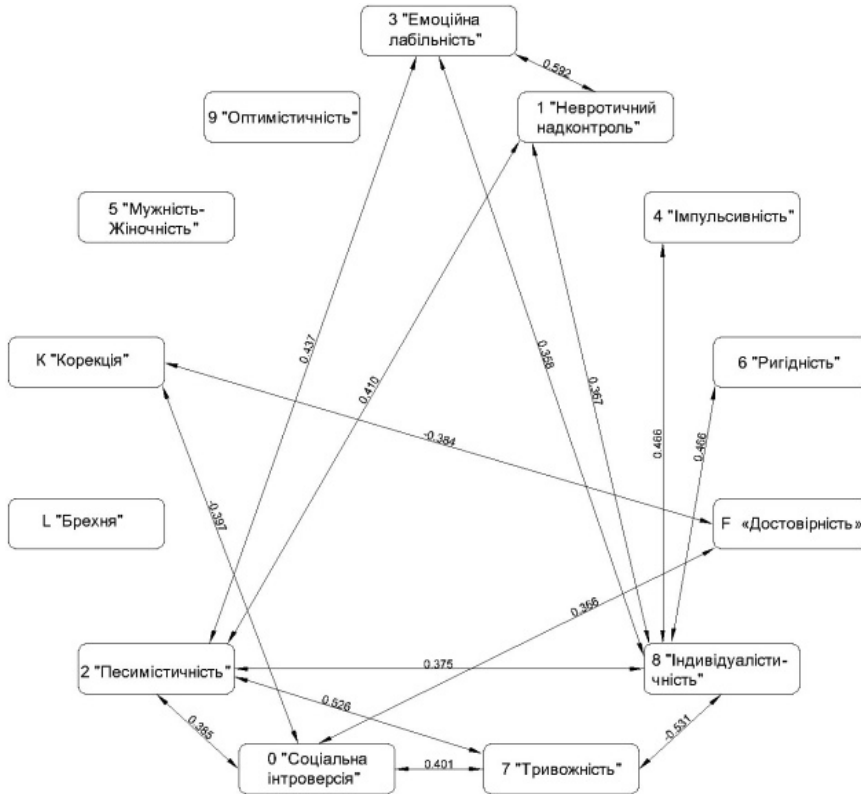 3 "Емоційна
лабільність"
0.592
9 "Оптимістичність"
1 "Невротичний
надконтроль"
5 "Мужність-
Жіночність"
4 "Імпульсивність"
К "Корекція"
0.437
0.410
0.358
0.367
6 "Ригідність"
-0.384
0.466
0.466
L "Брехня"
-0.397
F «Достовірність»
0.366
2 "Песимістичність"
0.375
8 "Індивідуалісти-
чність"
0.526
0.385
-0.531
0 "Соціальна
інтроверсія"
0.401
7 "Тривожність"